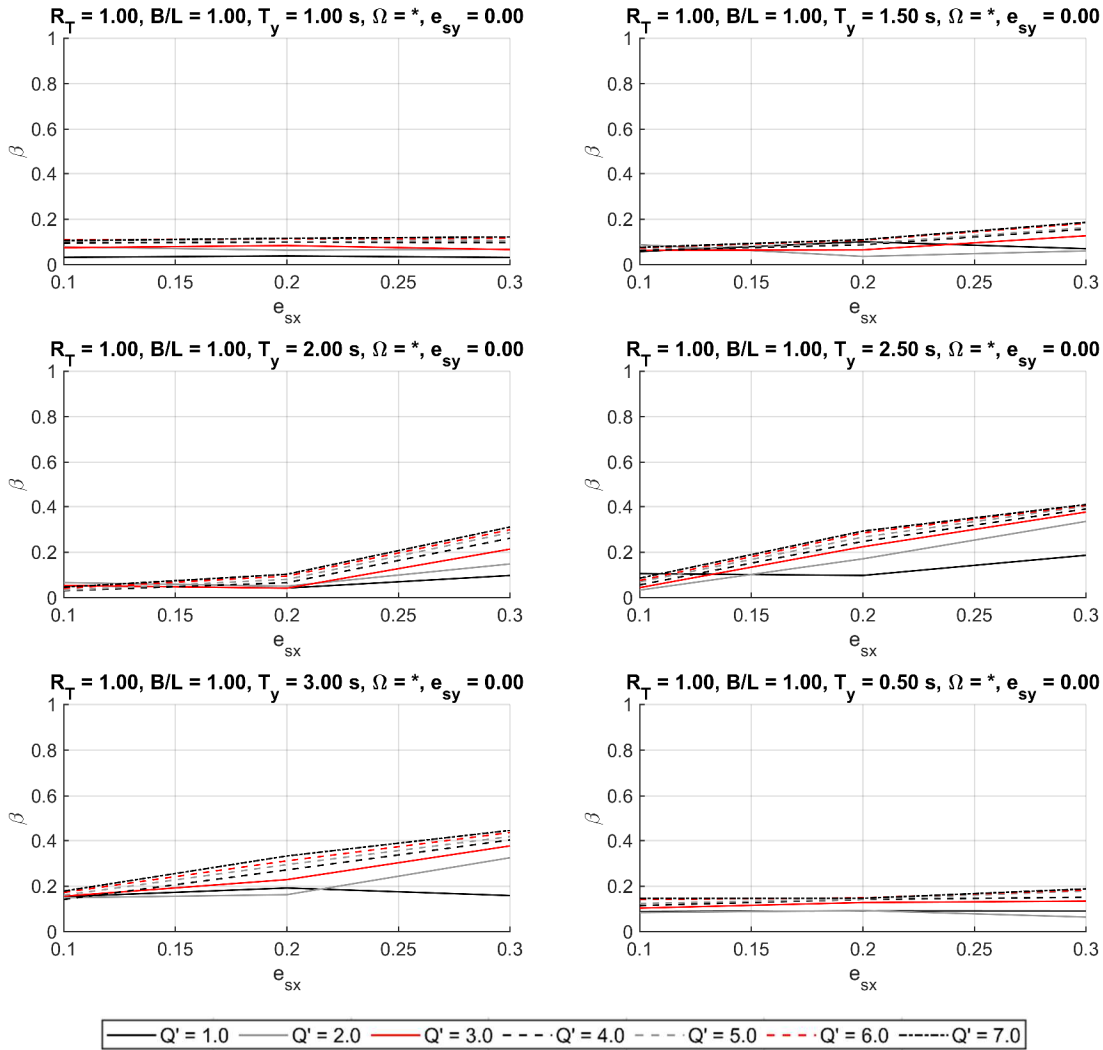 R_T = 1.00, B/L = 1.00, T_y = 1.00 s, Ω = *, e_sy = 0.00
1
0.8
0.6
0.4
0.2
0
β
0.1 0.15 0.2 0.25 0.3
e_sx
R_T = 1.00, B/L = 1.00, T_y = 1.50 s, Ω = *, e_sy = 0.00
1
0.8
0.6
0.4
0.2
0
β
0.1 0.15 0.2 0.25 0.3
e_sx
R_T = 1.00, B/L = 1.00, T_y = 2.00 s, Ω = *, e_sy = 0.00
1
0.8
0.6
0.4
0.2
0
β
0.1 0.15 0.2 0.25 0.3
e_sx
R_T = 1.00, B/L = 1.00, T_y = 2.50 s, Ω = *, e_sy = 0.00
1
0.8
0.6
0.4
0.2
0
β
0.1 0.15 0.2 0.25 0.3
e_sx
R_T = 1.00, B/L = 1.00, T_y = 3.00 s, Ω = *, e_sy = 0.00
1
0.8
0.6
0.4
0.2
0
β
0.1 0.15 0.2 0.25 0.3
e_sx
R_T = 1.00, B/L = 1.00, T_y = 0.50 s, Ω = *, e_sy = 0.00
1
0.8
0.6
0.4
0.2
0
β
0.1 0.15 0.2 0.25 0.3
e_sx
Q' = 1.0 Q' = 2.0 Q' = 3.0 Q' = 4.0 Q' = 5.0 Q' = 6.0 Q' = 7.0